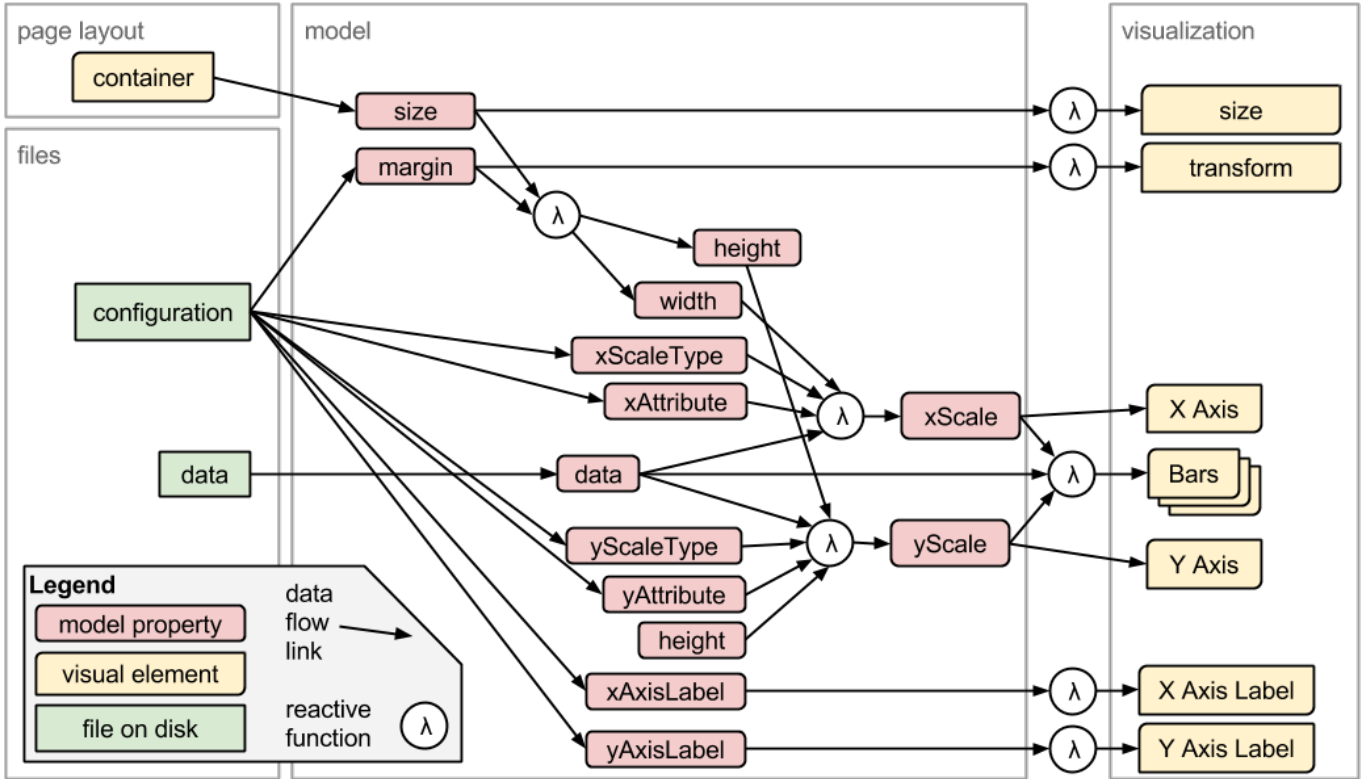 page layout
container
files
configuration
data
Legend
model property
visual element
file on disk
data
flow
link
reactive
function
λ
model
size
margin
λ
height
width
xScaleType
xAttribute
λ
xScale
data
yScaleType
yAttribute
height
λ
yScale
xAxisLabel
yAxisLabel
λ
λ
λ
λ
λ
visualization
size
transform
X Axis
Bars
Y Axis
X Axis Label
Y Axis Label